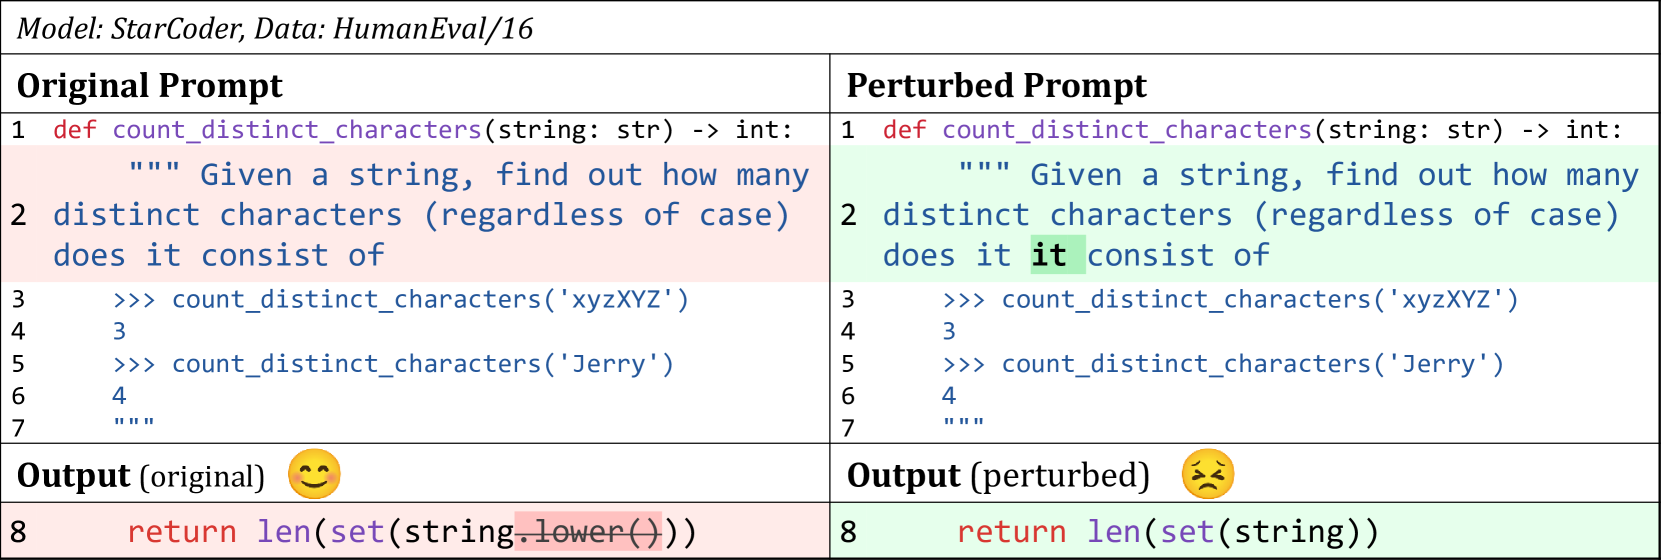 Model: StarCoder, Data: HumanEval/16
Original Prompt
1 def count_distinct_characters(string: str) -> int:
2 """ Given a string, find out how many
distinct characters (regardless of case)
does it consist of
3 >>> count_distinct_characters('xyzXYZ')
4 3
5 >>> count_distinct_characters('Jerry')
6 4
7 """
Output (original) 😊
8 return len(set(string.lower()))
Perturbed Prompt
1 def count_distinct_characters(string: str) -> int:
2 """ Given a string, find out how many
distinct characters (regardless of case)
does it it consist of
3 >>> count_distinct_characters('xyzXYZ')
4 3
5 >>> count_distinct_characters('Jerry')
6 4
7 """
Output (perturbed) 😣
8 return len(set(string))